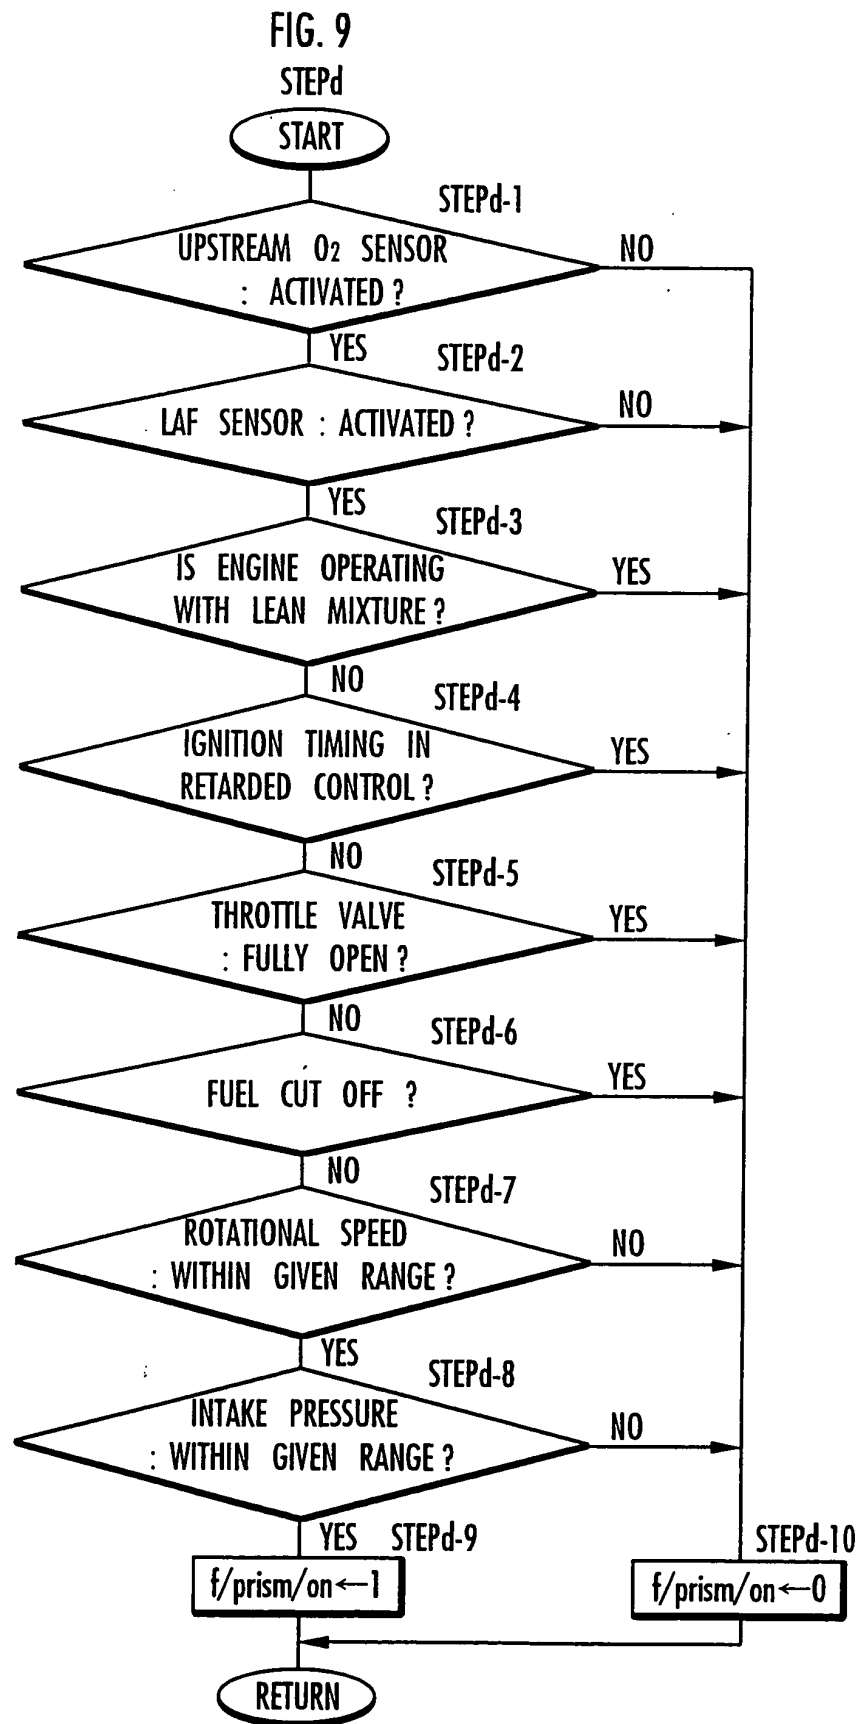 FIG. 9
STEPd
START
STEPd-1
UPSTREAM O2 SENSOR
: ACTIVATED ?
NO
YES
STEPd-2
LAF SENSOR : ACTIVATED ?
NO
YES
STEPd-3
IS ENGINE OPERATING
WITH LEAN MIXTURE ?
YES
NO
STEPd-4
IGNITION TIMING IN
RETARDED CONTROL ?
YES
NO
STEPd-5
THROTTLE VALVE
: FULLY OPEN ?
YES
NO
STEPd-6
FUEL CUT OFF ?
YES
NO
STEPd-7
ROTATIONAL SPEED
: WITHIN GIVEN RANGE ?
NO
YES
STEPd-8
INTAKE PRESSURE
: WITHIN GIVEN RANGE ?
NO
YES
STEPd-9
f/prism/on←1
STEPd-10
f/prism/on←0
RETURN